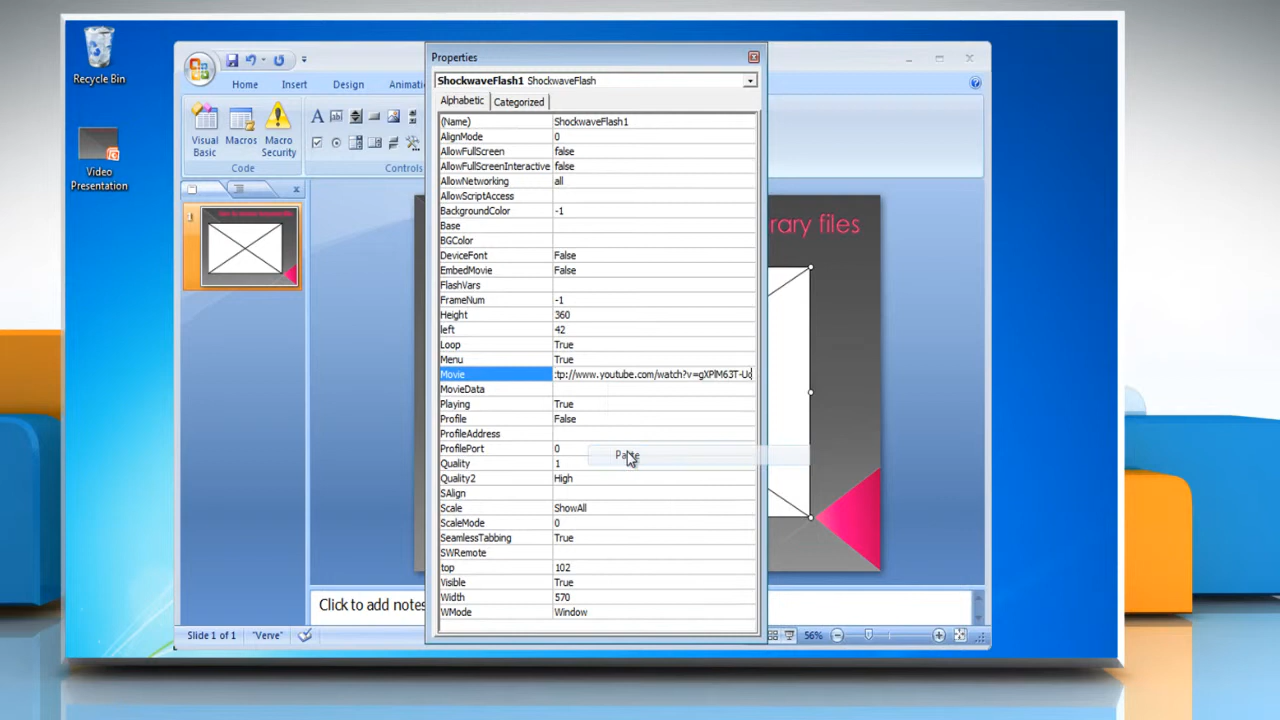 Recycle Bin
Video
Presentation
Home Insert Design Animati
Visual
Basic
Macros
Macro
Security
Code
Controls
1
rary files
Click to add notes
Slide 1 of 1 "Verve" 56%
Properties
ShockwaveFlash1 ShockwaveFlash
Alphabetic Categorized
(Name) ShockwaveFlash1
AlignMode 0
AllowFullScreen false
AllowFullScreenInteractive false
AllowNetworking all
AllowScriptAccess
BackgroundColor -1
Base
BGColor
DeviceFont False
EmbedMovie False
FlashVars
FrameNum -1
Height 360
left 42
Loop True
Menu True
Movie :tp://www.youtube.com/watch?v=gXPlM63T-Uc
MovieData
Playing True
Profile False
ProfileAddress
ProfilePort 0
Quality 1
Quality2 High
SAlign
Scale ShowAll
ScaleMode 0
SeamlessTabbing True
SWRemote
top 102
Visible True
Width 570
WMode Window
Paste